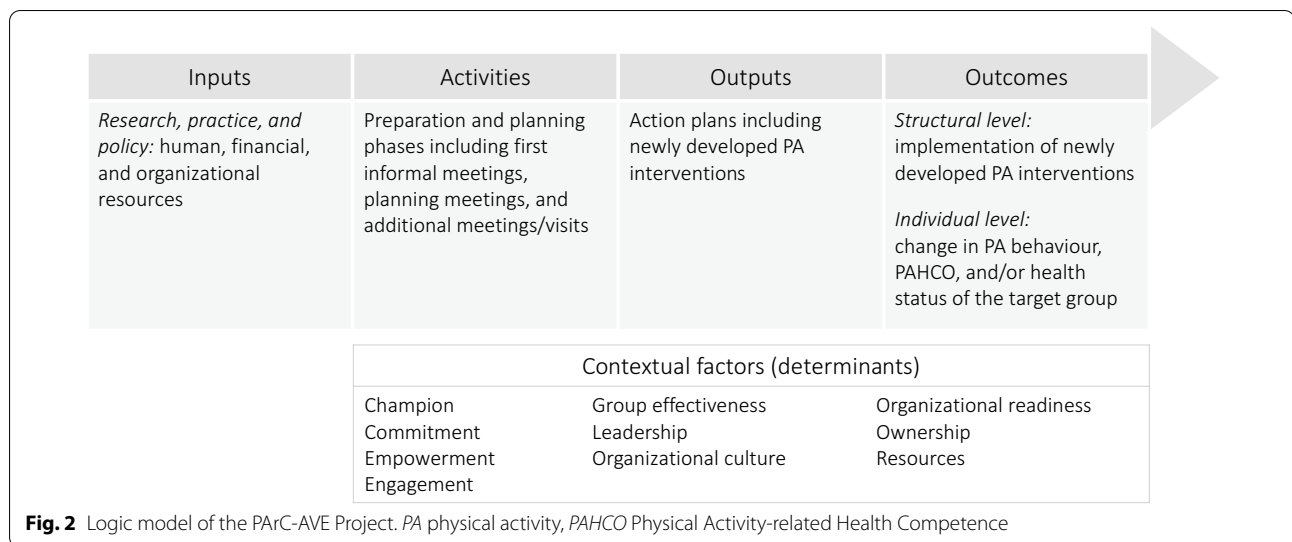 Inputs
Activities
Outputs
Outcomes
Research, practice, and
policy: human, financial,
and organizational
resources
Preparation and planning
phases including first
informal meetings,
planning meetings, and
additional meetings/visits
Action plans including
newly developed PA
interventions
Structural level:
implementation of newly
developed PA interventions
Individual level:
change in PA behaviour,
PAHCO, and/or health
status of the target group
Contextual factors (determinants)
Champion
Commitment
Empowerment
Engagement
Group effectiveness
Leadership
Organizational culture
Organizational readiness
Ownership
Resources
Fig. 2 Logic model of the PArC-AVE Project. PA physical activity, PAHCO Physical Activity-related Health Competence